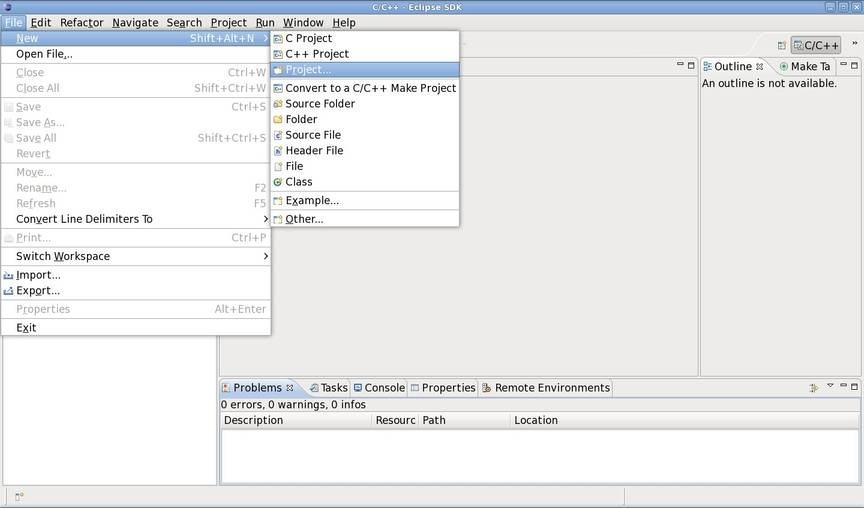 C/C++ - Eclipse SDK
File Edit Refactor Navigate Search Project Run Window Help
New Shift+Alt+N
Open File...
Close Ctrl+W
Close All Shift+Ctrl+W
Save Ctrl+S
Save As...
Save All Shift+Ctrl+S
Revert
Move...
Rename... F2
Refresh F5
Convert Line Delimiters To
Print... Ctrl+P
Switch Workspace
Import...
Export...
Properties Alt+Enter
Exit
C Project
C++ Project
Project...
Convert to a C/C++ Make Project
Source Folder
Folder
Source File
Header File
File
Class
Example...
Other...
C/C++
Outline Make Ta
An outline is not available.
Problems Tasks Console Properties Remote Environments
0 errors, 0 warnings, 0 infos
Description Resourc Path Location